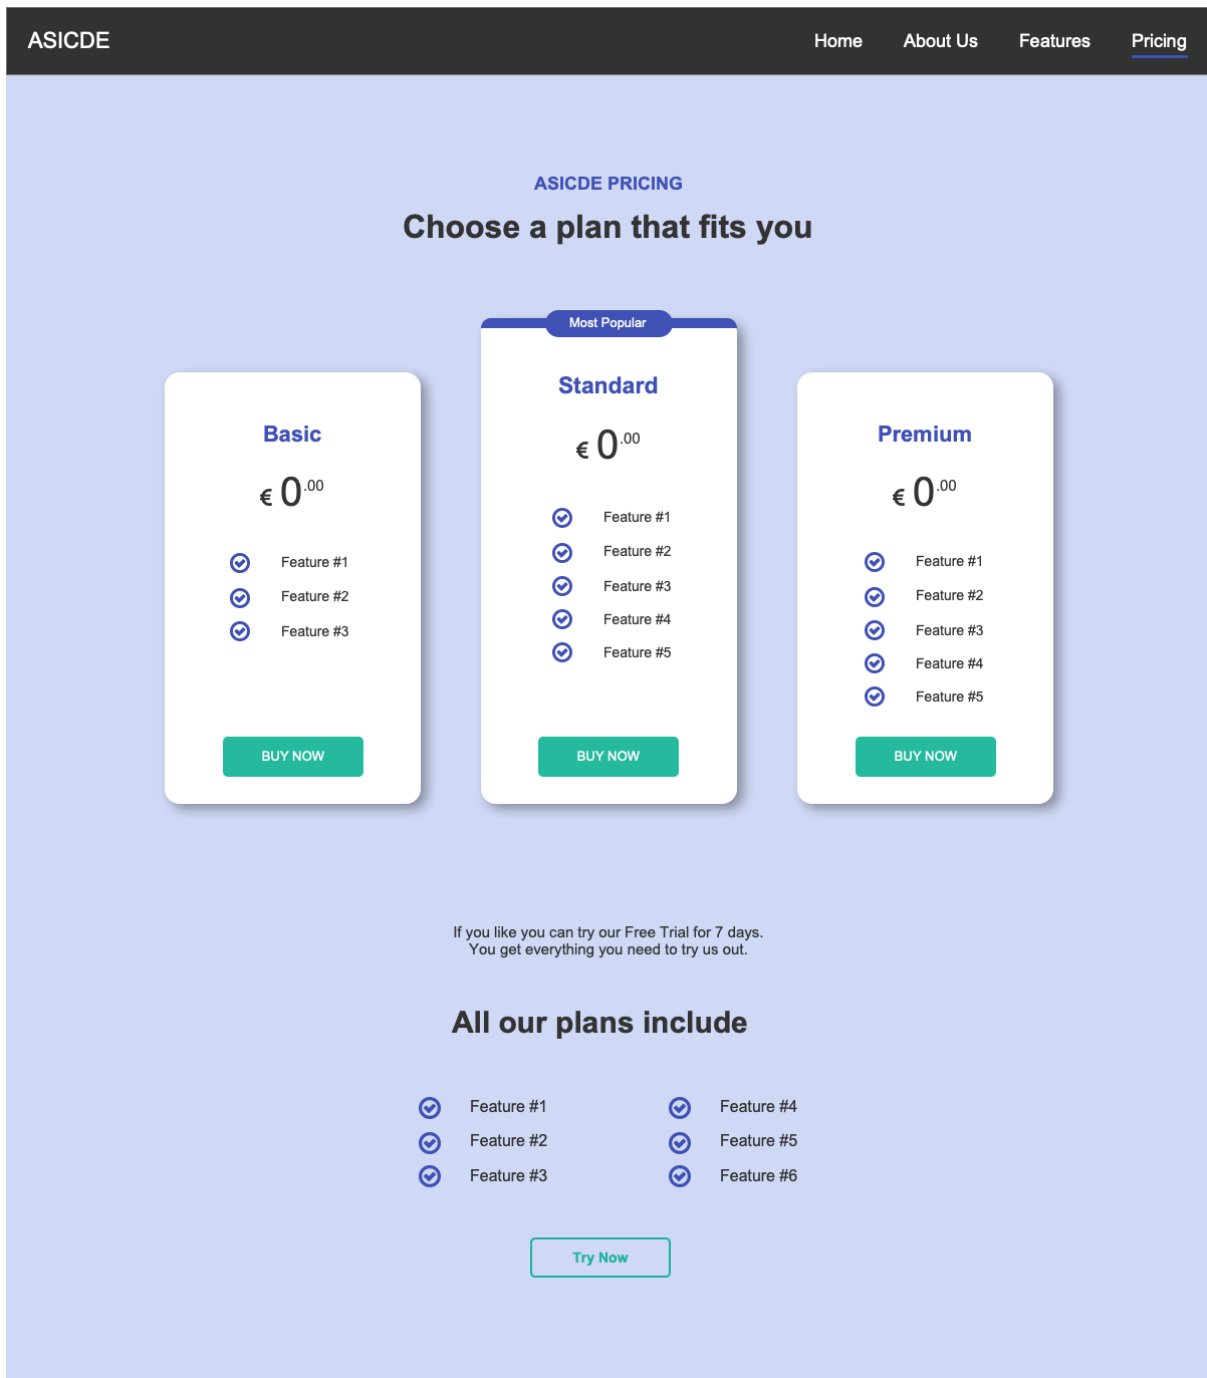 ASICDE
Home
About Us
Features
Pricing
ASICDE PRICING
Choose a plan that fits you
Basic
€ 0.00
Feature #1
Feature #2
Feature #3
BUY NOW
Most Popular
Standard
€ 0.00
Feature #1
Feature #2
Feature #3
Feature #4
Feature #5
BUY NOW
Premium
€ 0.00
Feature #1
Feature #2
Feature #3
Feature #4
Feature #5
BUY NOW
If you like you can try our Free Trial for 7 days.
You get everything you need to try us out.
All our plans include
Feature #1
Feature #2
Feature #3
Feature #4
Feature #5
Feature #6
Try Now